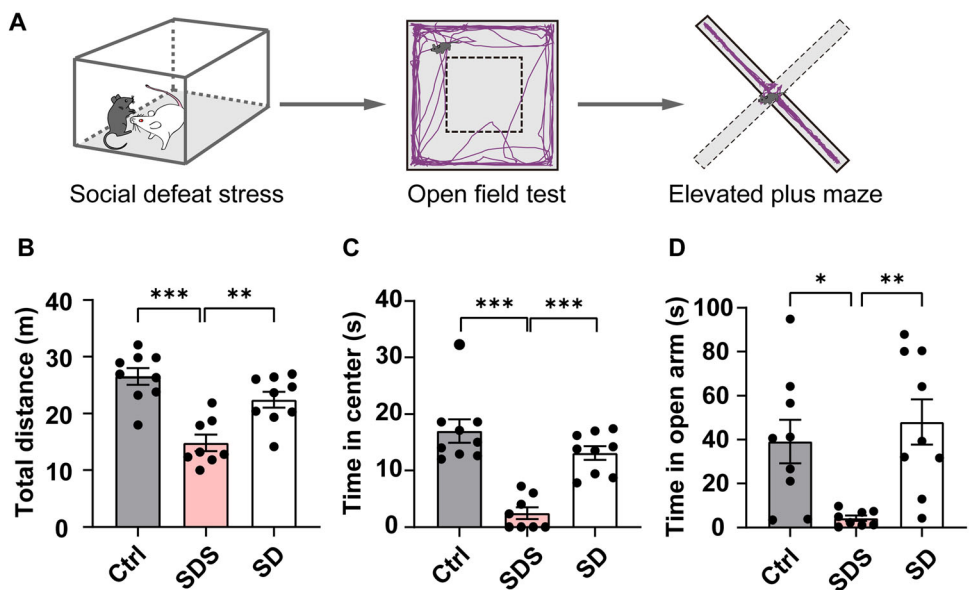 A
Social defeat stress
Open field test
Elevated plus maze
B
Total distance (m)
40
30
20
10
0
***
**
Ctrl
SDS
SD
C
Time in center (s)
40
30
20
10
0
***
***
Ctrl
SDS
SD
D
Time in open arm (s)
100
80
60
40
20
0
*
**
Ctrl
SDS
SD